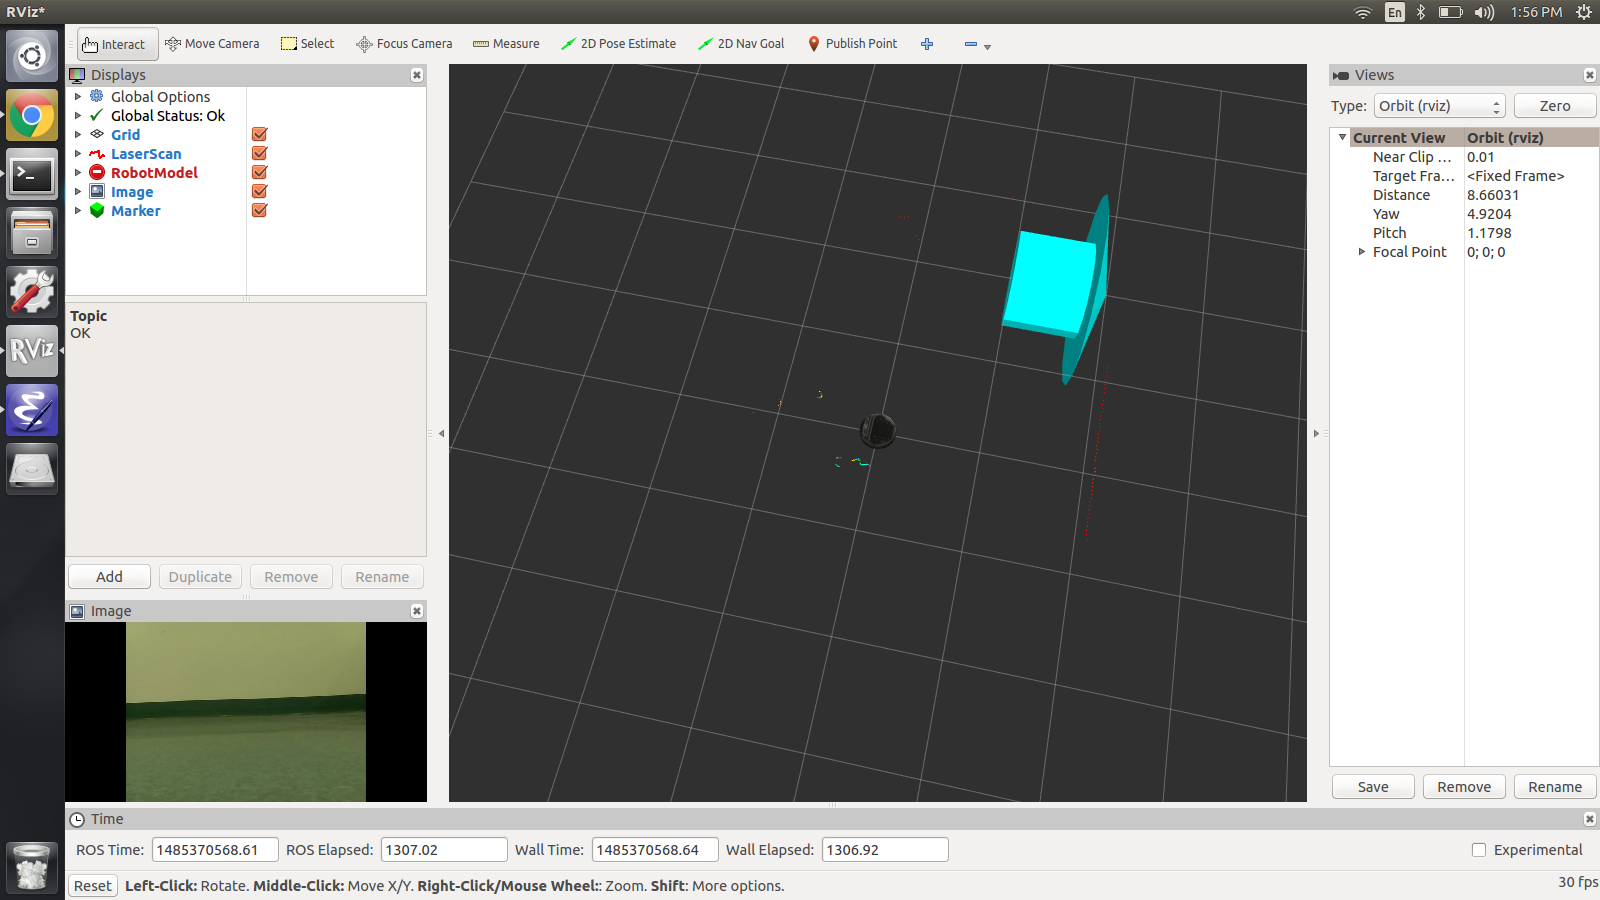 RViz*
En
1:56 PM
Interact
Move Camera
Select
Focus Camera
Measure
2D Pose Estimate
2D Nav Goal
Publish Point
Displays
Global Options
Global Status: Ok
Grid
LaserScan
RobotModel
Image
Marker
Topic
OK
Add
Duplicate
Remove
Rename
Image
RViz
Views
Type:
Orbit (rviz)
Zero
Current View Orbit (rviz)
Near Clip ... 0.01
Target Fra... <Fixed Frame>
Distance 8.66031
Yaw 4.9204
Pitch 1.1798
Focal Point 0; 0; 0
Save
Remove
Rename
Time
ROS Time: 1485370568.61 ROS Elapsed: 1307.02 Wall Time: 1485370568.64 Wall Elapsed: 1306.92 Experimental
Reset Left-Click: Rotate. Middle-Click: Move X/Y. Right-Click/Mouse Wheel:: Zoom. Shift: More options. 30 fps